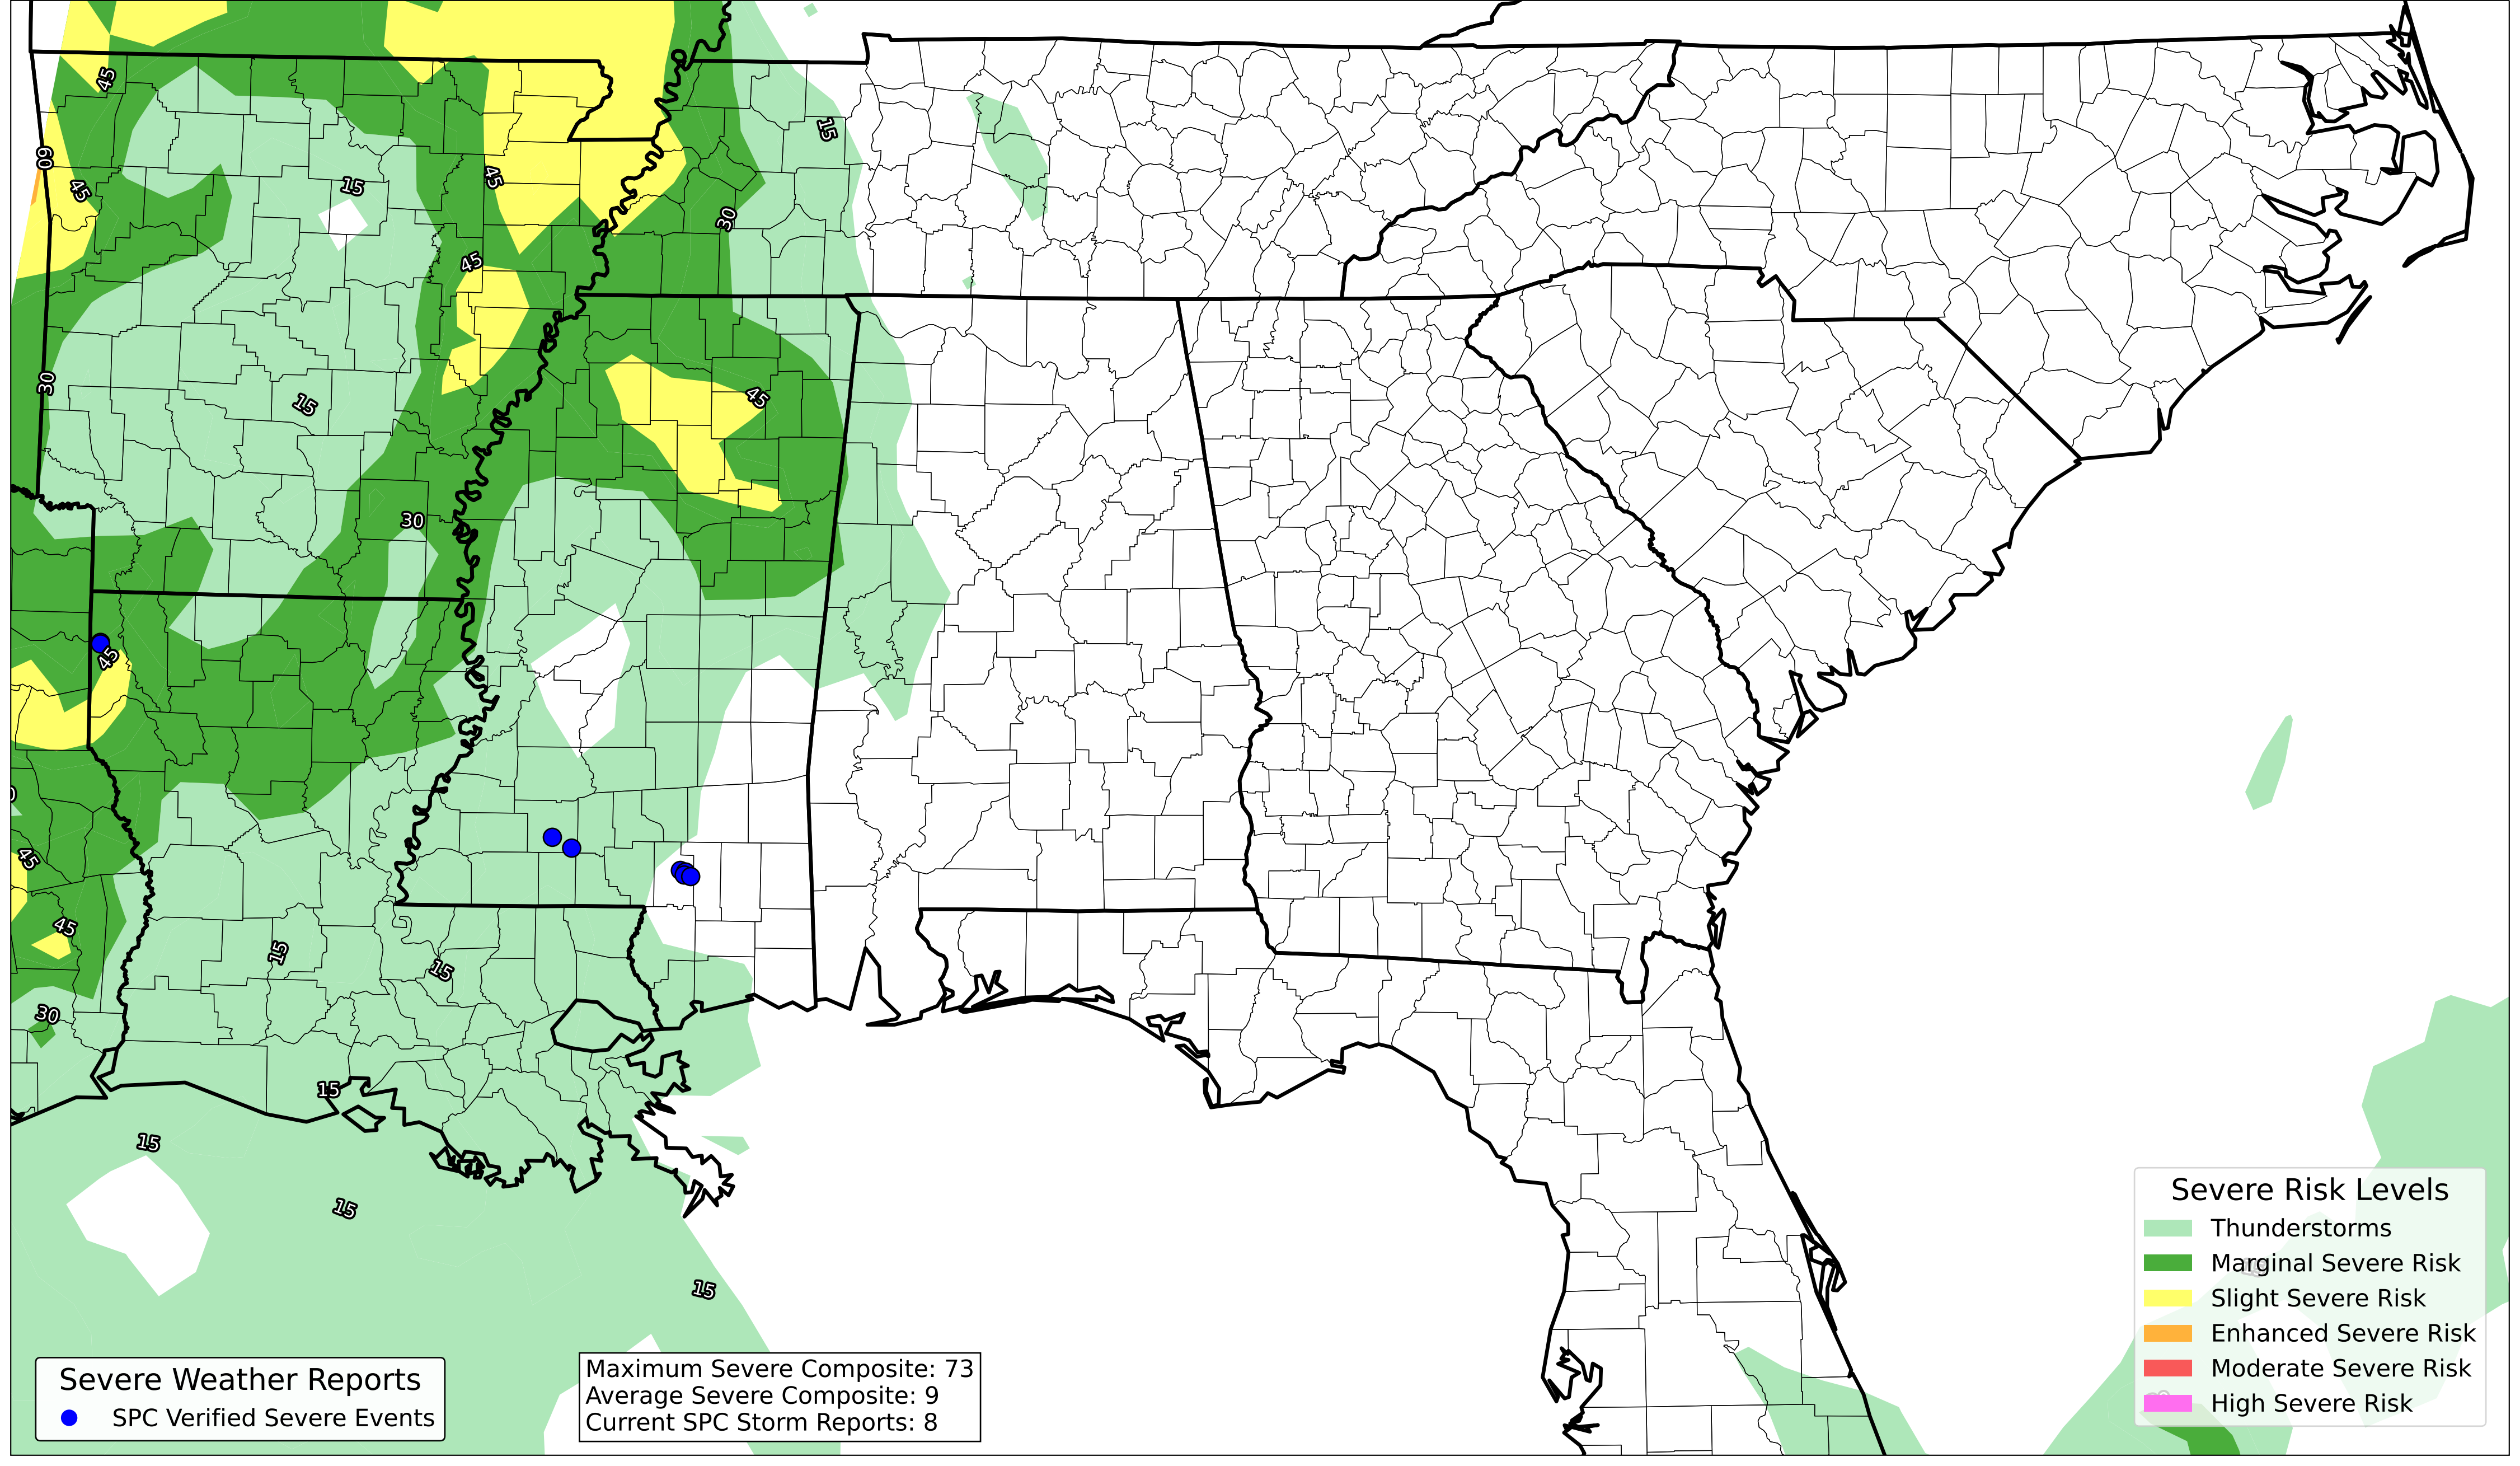 45
15
60
45
15
45
30
45
30
15
45
30
45
45
45
15
15
30
15
15
15
15
Severe Risk Levels
Thunderstorms
Marginal Severe Risk
Slight Severe Risk
Enhanced Severe Risk
Moderate Severe Risk
High Severe Risk
Severe Weather Reports
SPC Verified Severe Events
Maximum Severe Composite: 73
Average Severe Composite: 9
Current SPC Storm Reports: 8